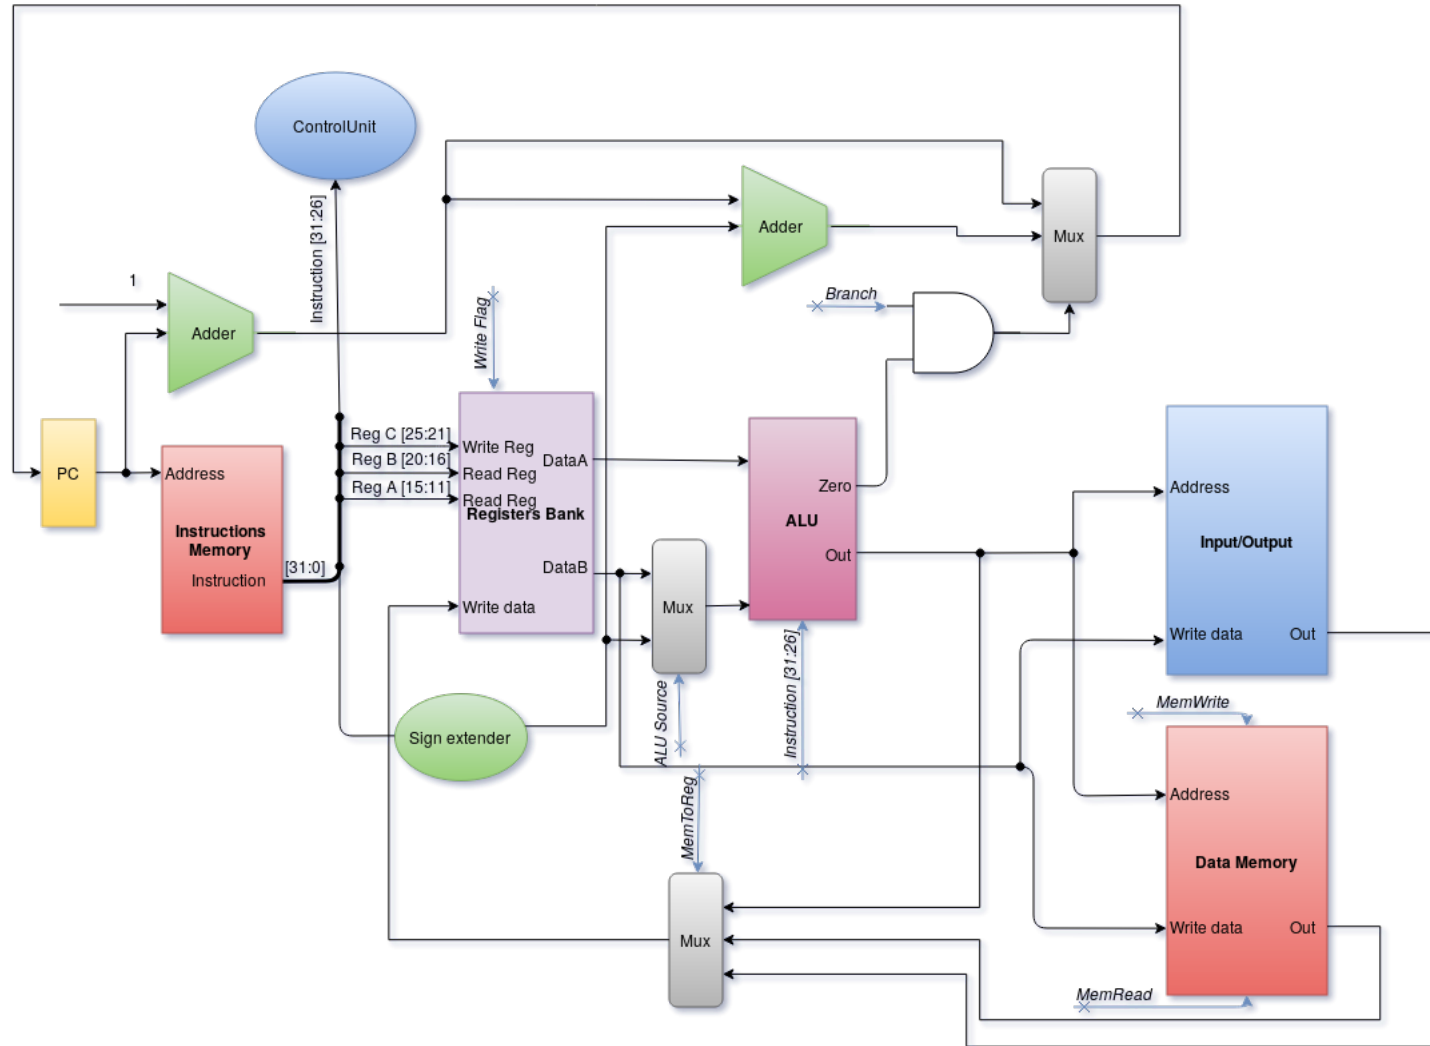 ControlUnit
Instruction [31:26]
Adder
Mux
1
Branch
Adder
Write Flag
Reg C [25:21]
Reg B [20:16]
Reg A [15:11]
Write Reg
Read Reg
Read Reg
DataA
Registers Bank
DataB
Write data
PC
Address
Instructions
Memory
Instruction
[31:0]
Zero
ALU
Out
Mux
Address
Input/Output
Write data
Out
Instruction [31:26]
ALU Source
Sign extender
MemToReg
MemWrite
Address
Data Memory
Write data
Out
Mux
MemRead